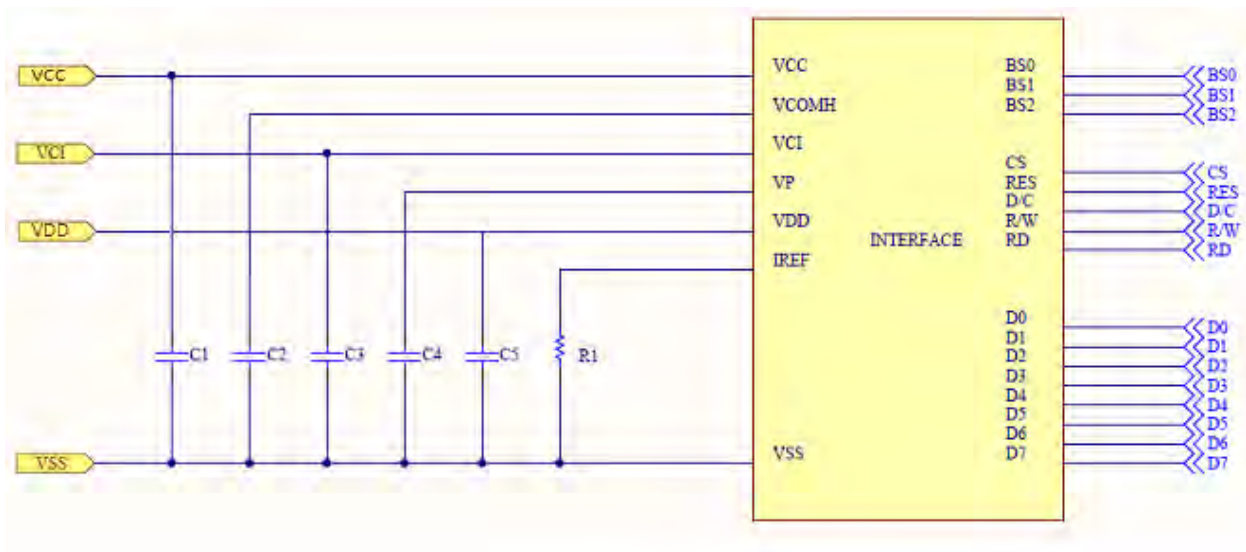 VCC
VCI
VDD
VSS
C1
C2
C3
C4
C5
R1
VCC
VCOMH
VCI
VP
VDD
IREF
VSS
INTERFACE
BS0
BS1
BS2
CS
RES
D/C
R/W
RD
D0
D1
D2
D3
D4
D5
D6
D7
BS0
BS1
BS2
CS
RES
D/C
R/W
RD
D0
D1
D2
D3
D4
D5
D6
D7